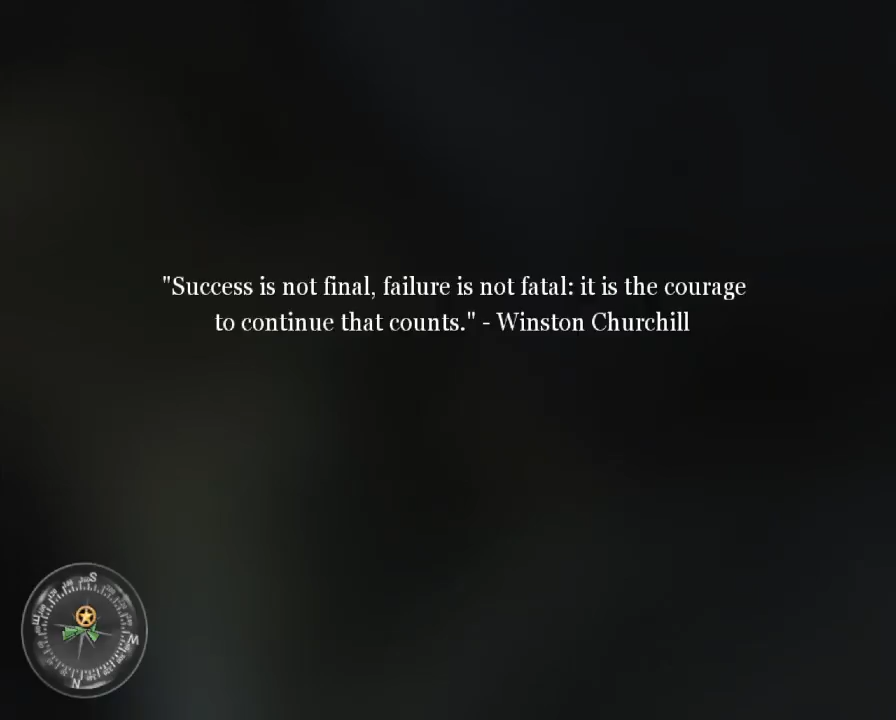 "Success is not final, failure is not fatal: it is the courage
to continue that counts." - Winston Churchill
S
E
W
N